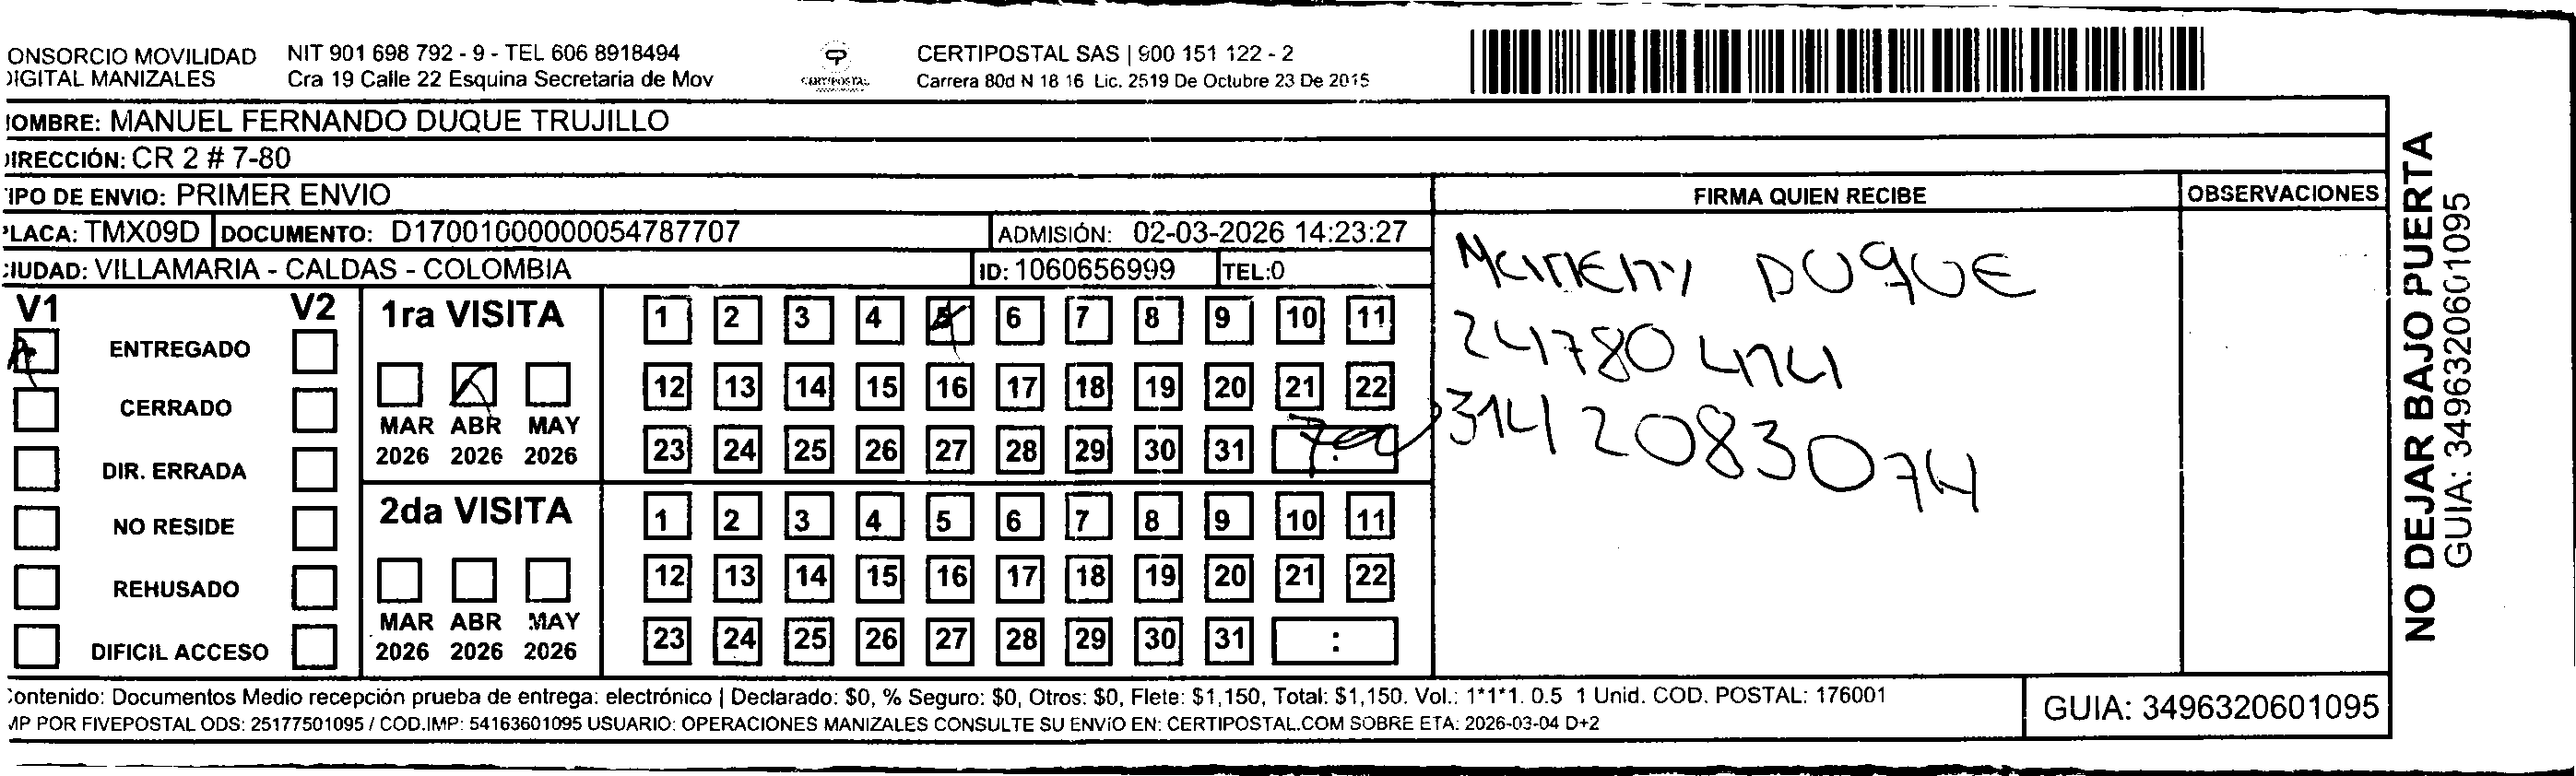 ONSORCIO MOVILIDAD NIT 901 698 792 - 9 - TEL 606 8918494 CERTIPOSTAL SAS | 900 151 122 - 2
IGITAL MANIZALES Cra 19 Calle 22 Esquina Secretaria de Mov CERTIPOSTAL Carrera 80d N 18 16 Lic. 2519 De Octubre 23 De 2015
OMBRE: MANUEL FERNANDO DUQUE TRUJILLO
IRECCIÓN: CR 2 # 7-80
IPO DE ENVIO: PRIMER ENVIO
LACA: TMX09D DOCUMENTO: D17001000000054787707 ADMISIÓN: 02-03-2026 14:23:27
IUDAD: VILLAMARIA - CALDAS - COLOMBIA ID: 1060656999 TEL:0
FIRMA QUIEN RECIBE OBSERVACIONES
DUQUE
24780474
3142083074
V1 V2
ENTREGADO
CERRADO
DIR. ERRADA
NO RESIDE
REHUSADO
DIFICIL ACCESO
1ra VISITA
MAR ABR MAY
2026 2026 2026
1 2 3 4 5 6 7 8 9 10 11
12 13 14 15 16 17 18 19 20 21 22
23 24 25 26 27 28 29 30 31 :
2da VISITA
MAR ABR MAY
2026 2026 2026
1 2 3 4 5 6 7 8 9 10 11
12 13 14 15 16 17 18 19 20 21 22
23 24 25 26 27 28 29 30 31 :
ontenido: Documentos Medio recepción prueba de entrega: electrónico | Declarado: $0, % Seguro: $0, Otros: $0, Flete: $1,150, Total: $1,150. Vol.: 1*1*1. 0.5 1 Unid. COD. POSTAL: 176001
MP POR FIVEPOSTAL ODS: 25177501095 / COD.IMP: 54163601095 USUARIO: OPERACIONES MANIZALES CONSULTE SU ENVíO EN: CERTIPOSTAL.COM SOBRE ETA: 2026-03-04 D+2
GUIA: 3496320601095
NO DEJAR BAJO PUERTA
GUIA: 3496320601095